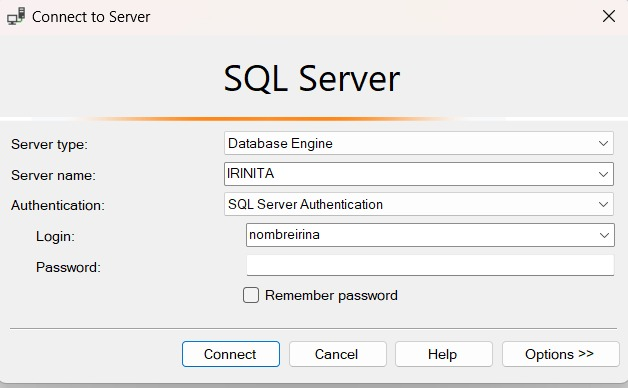 Connect to Server
SQL Server
Server type: Database Engine
Server name: IRINITA
Authentication: SQL Server Authentication
Login: nombreirina
Password:
Remember password
Connect Cancel Help Options >>